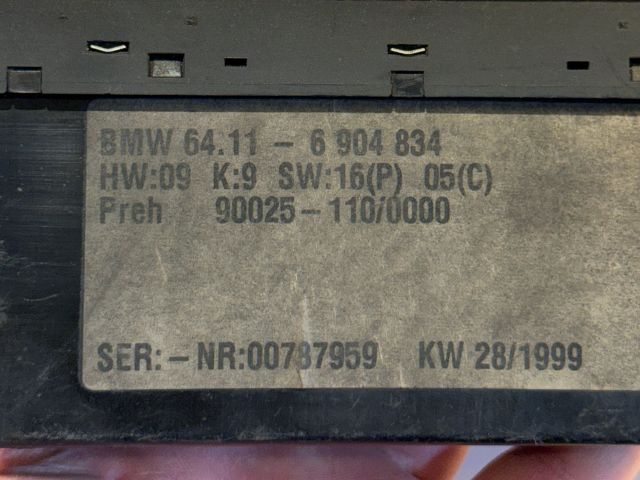 BMW 64.11 - 6 904 834
HW:09 K:9 SW:16(P) 05(C)
Preh 90025-110/0000
SER:-NR:00787959 KW 28/1999